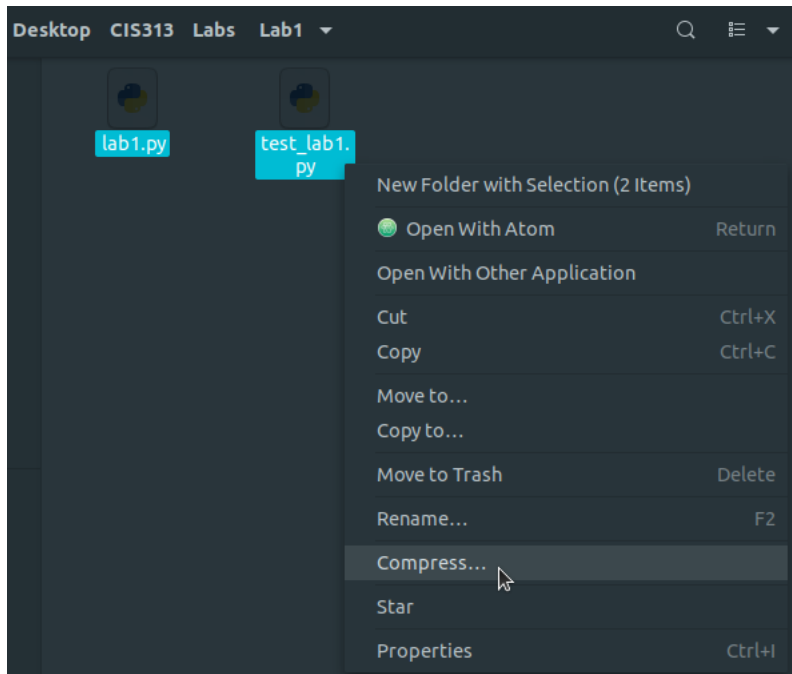 Desktop CIS313 Labs Lab1
lab1.py
test_lab1.
py
New Folder with Selection (2 Items)
Open With Atom Return
Open With Other Application
Cut Ctrl+X
Copy Ctrl+C
Move to…
Copy to…
Move to Trash Delete
Rename… F2
Compress…
Star
Properties Ctrl+I